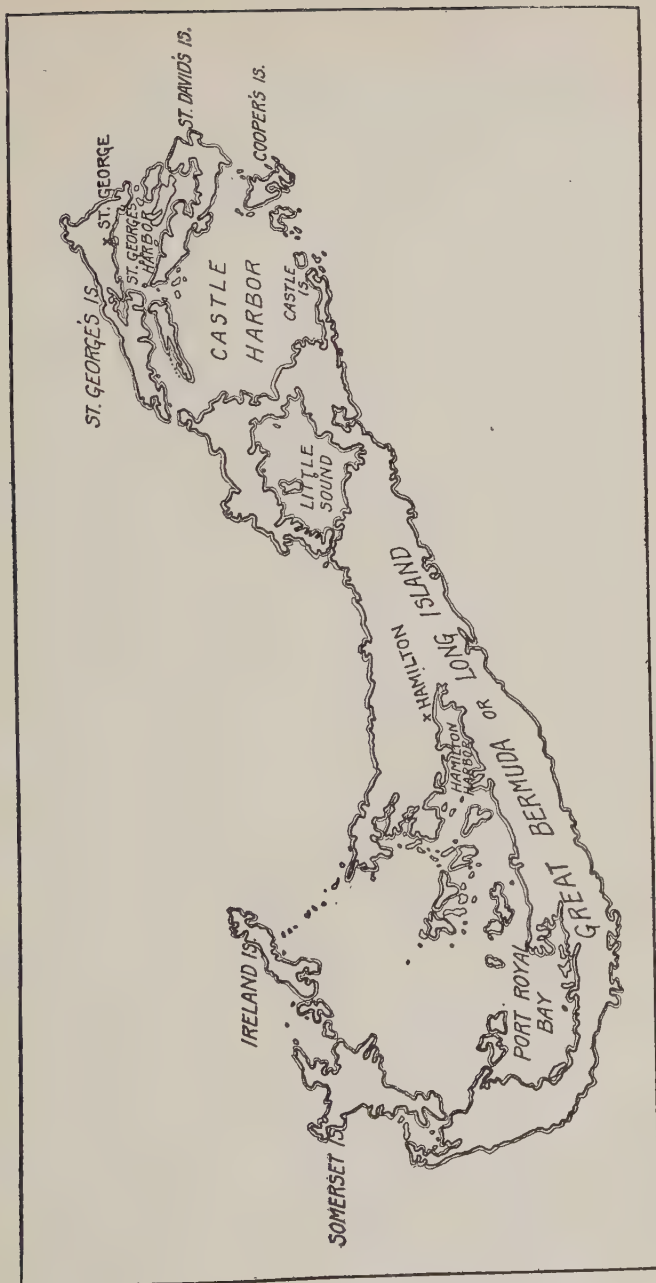 ST. GEORGE'S IS.
ST. GEORGE
ST. GEORGES
HARBOR
ST. DAVID'S IS.
COOPER'S IS.
CASTLE
HARBOR
CASTLE
IS.
LITTLE
SOUND
x HAMILTON
HAMILTON
HARBOR
GREAT BERMUDA OR LONG ISLAND
IRELAND IS.
SOMERSET IS.
PORT ROYAL
BAY